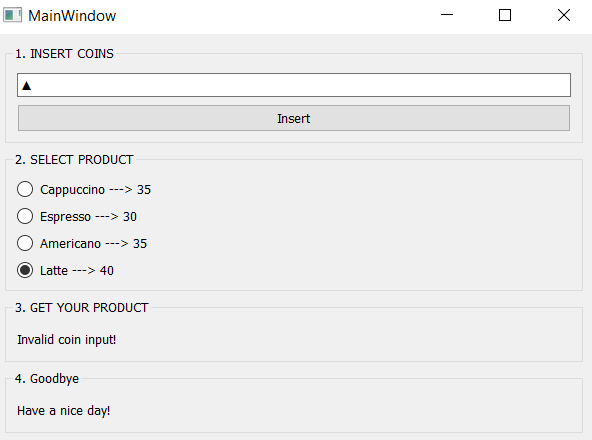 MainWindow
1. INSERT COINS
▲
Insert
2. SELECT PRODUCT
Cappuccino ---> 35
Espresso ---> 30
Americano ---> 35
Latte ---> 40
3. GET YOUR PRODUCT
Invalid coin input!
4. Goodbye
Have a nice day!